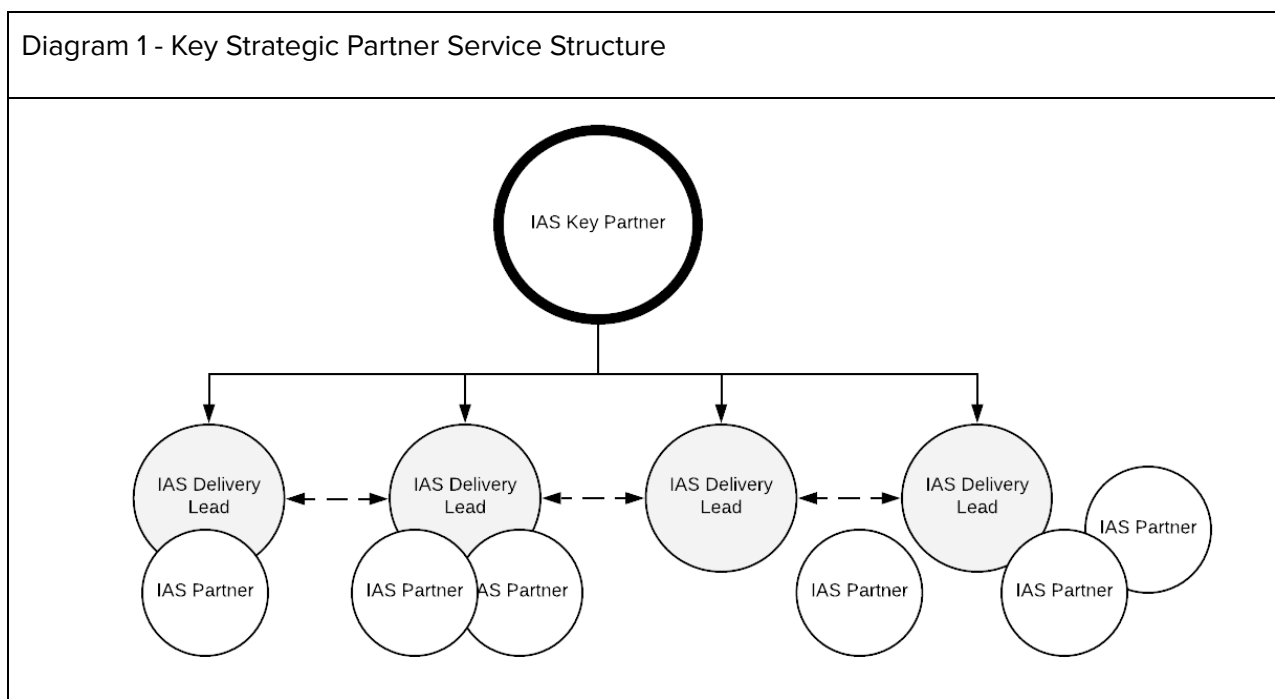 Diagram 1 - Key Strategic Partner Service Structure
IAS Key Partner
IAS Delivery
Lead
IAS Delivery
Lead
IAS Delivery
Lead
IAS Delivery
Lead
IAS Partner
IAS Partner
IAS Partner
IAS Partner
IAS Partner
IAS Partner